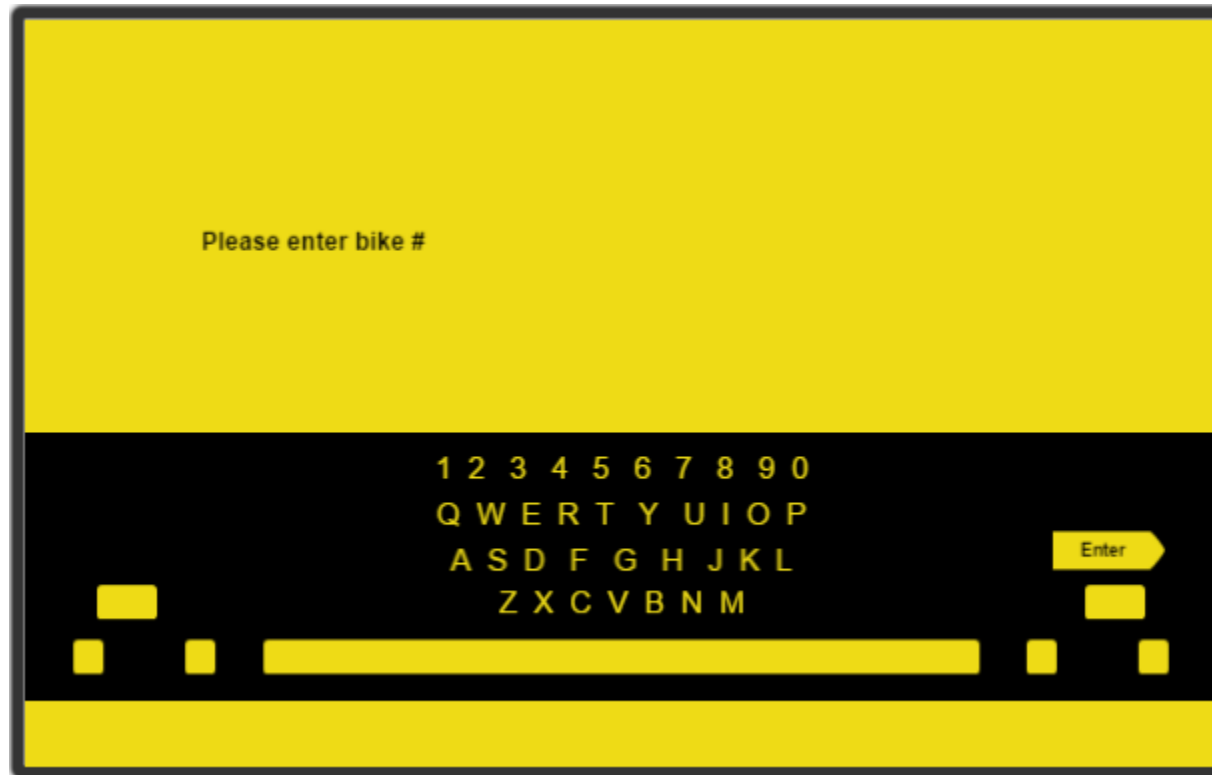 Please enter bike #
1 2 3 4 5 6 7 8 9 0
Q W E R T Y U I O P
A S D F G H J K L
Enter
Z X C V B N M